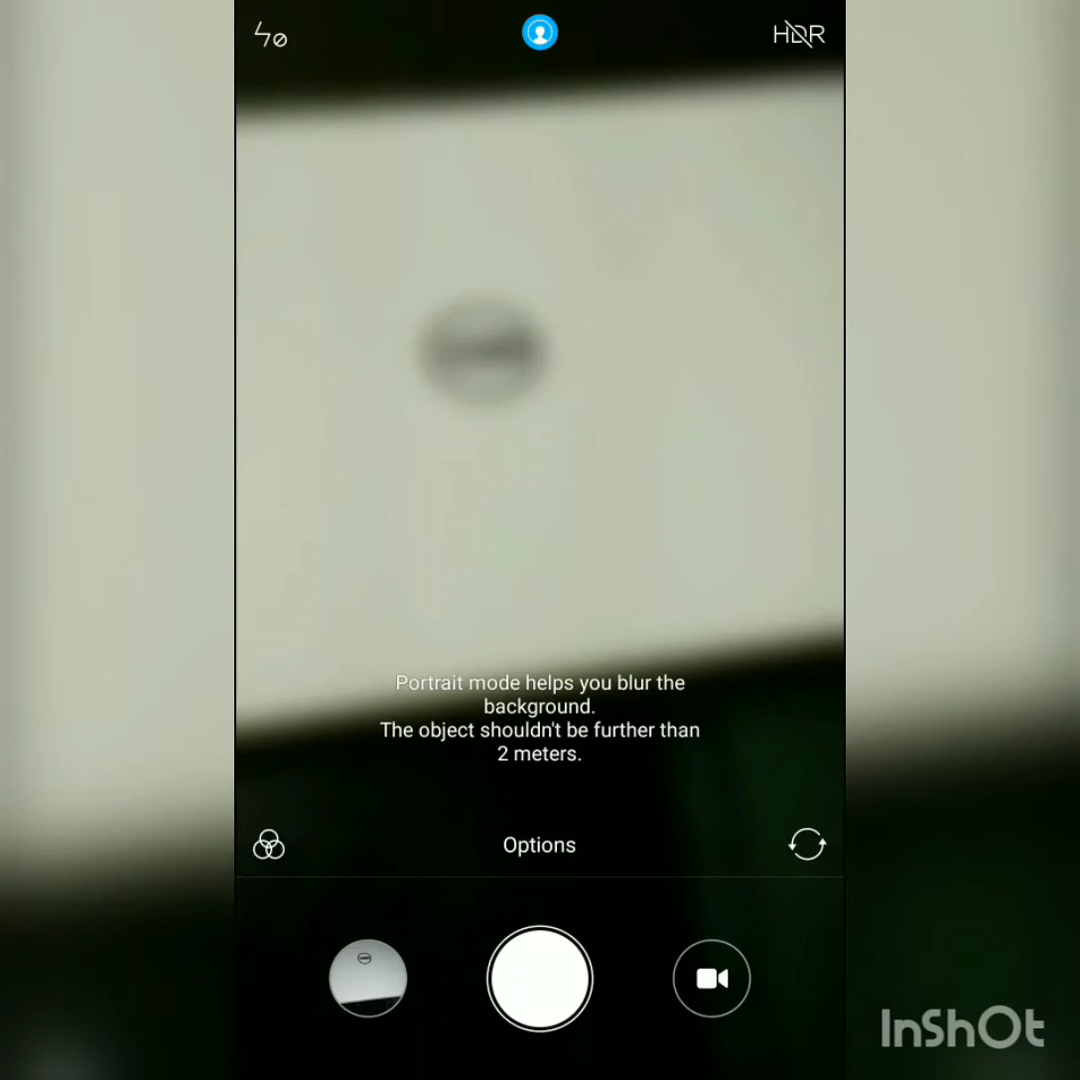 HDR
Portrait mode helps you blur the
background.
The object shouldn't be further than
2 meters.
Options
InShOt